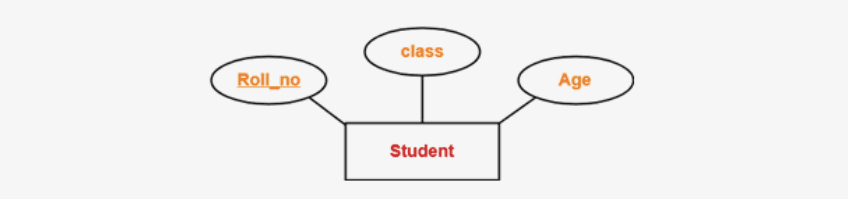 class
Roll_no
Age
Student